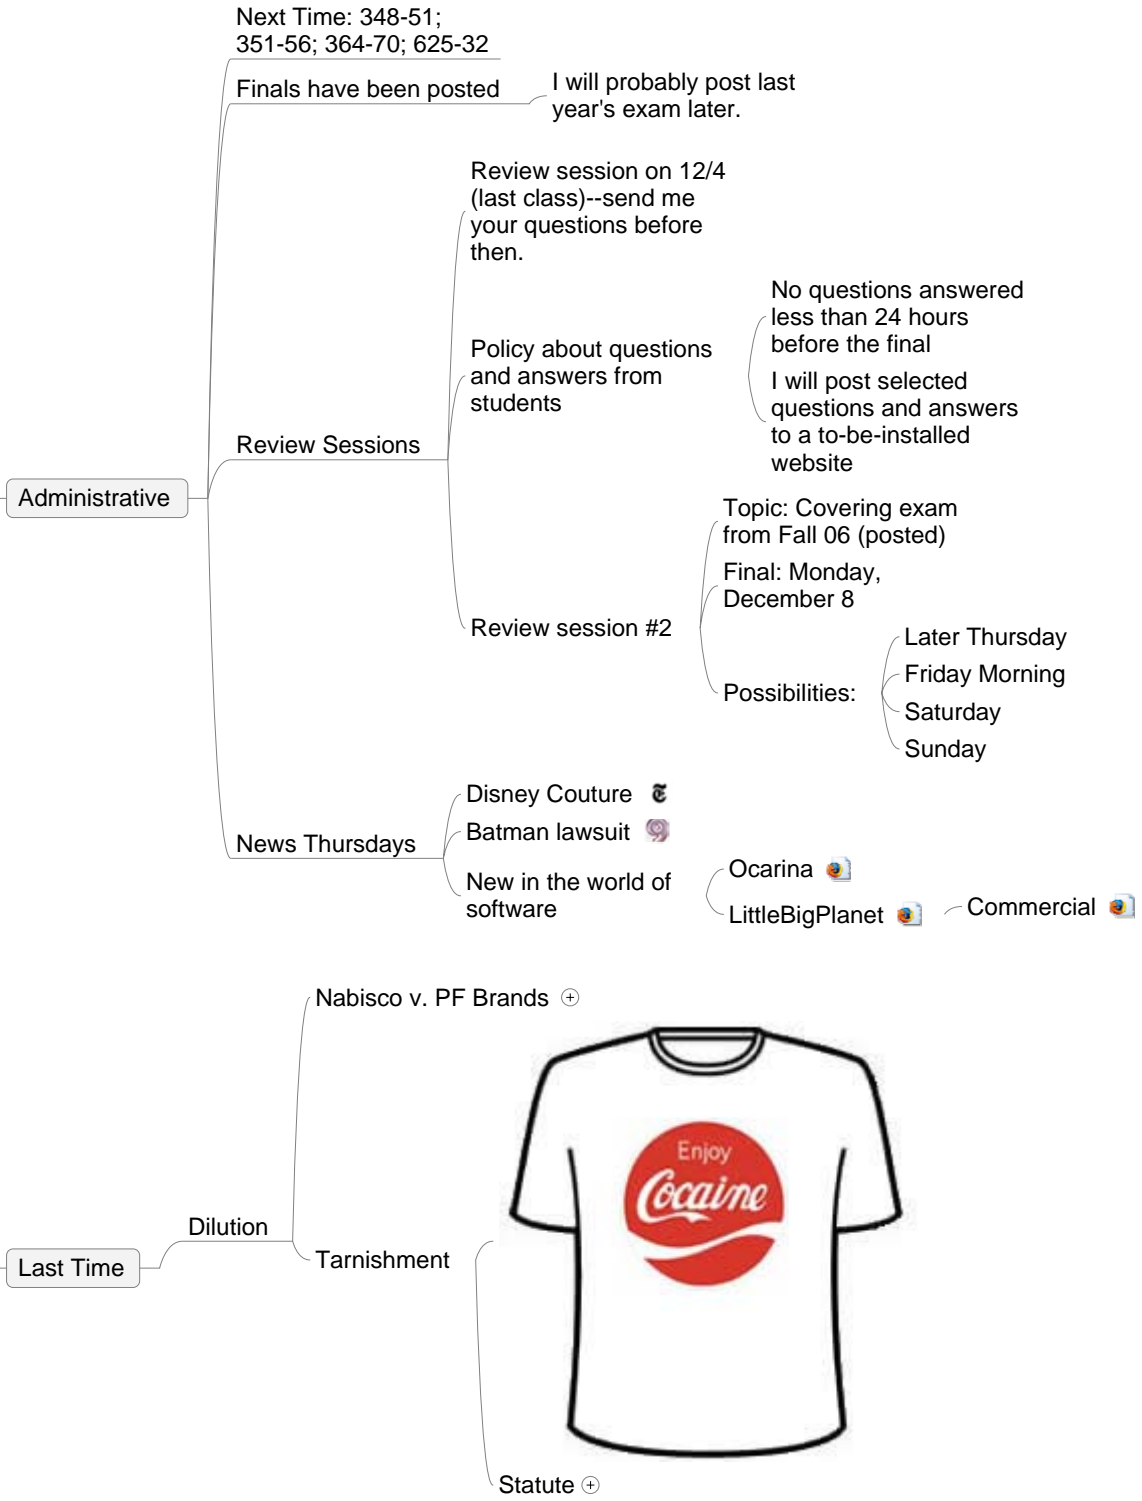 Next Time: 348-51;
351-56; 364-70; 625-32
Finals have been posted
I will probably post last
year's exam later.
Review session on 12/4
(last class)--send me
your questions before
then.
No questions answered
less than 24 hours
before the final
Policy about questions
and answers from
students
I will post selected
questions and answers
to a to-be-installed
website
Review Sessions
Administrative
Topic: Covering exam
from Fall 06 (posted)
Final: Monday,
December 8
Review session #2
Later Thursday
Friday Morning
Possibilities:
Saturday
Sunday
Disney Couture
Batman lawsuit
News Thursdays
New in the world of
software
Ocarina
LittleBigPlanet
Commercial
Nabisco v. PF Brands
Enjoy
Cocaine
Dilution
Tarnishment
Last Time
Statute